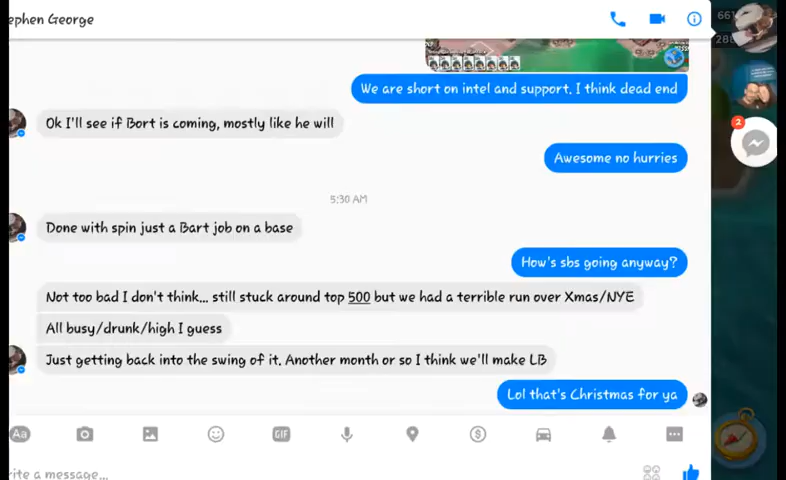 ephen George
We are short on intel and support. I think dead end
Ok I'll see if Bort is coming, mostly like he will
Awesome no hurries
5:30 AM
Done with spin just a Bart job on a base
How's sbs going anyway?
Not too bad I don't think... still stuck around top 500 but we had a terrible run over Xmas/NYE
All busy/drunk/high I guess
Just getting back into the swing of it. Another month or so I think we'll make LB
Lol that's Christmas for ya
Aa
GIF
rite a message...
661
2